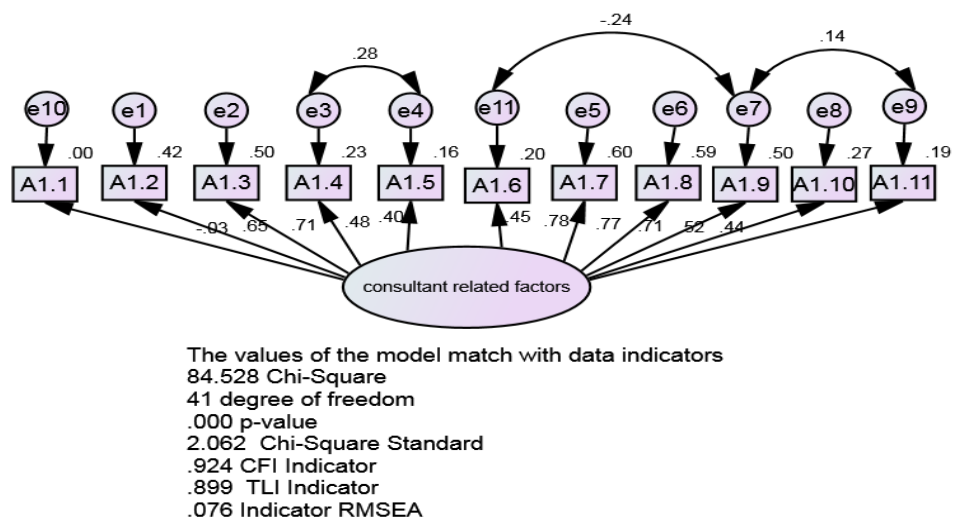 -.24
.28
.14
e10 e1 e2 e3 e4 e11 e5 e6 e7 e8 e9
.00 .42 .50 .23 .16 .20 .60 .59 .50 .27 .19
A1.1 A1.2 A1.3 A1.4 A1.5 A1.6 A1.7 A1.8 A1.9 A1.10 A1.11
-.03 .65 .71 .48 .40 .45 .78 .77 .71 .52 .44
consultant related factors
The values of the model match with data indicators
84.528 Chi-Square
41 degree of freedom
.000 p-value
2.062 Chi-Square Standard
.924 CFI Indicator
.899 TLI Indicator
.076 Indicator RMSEA